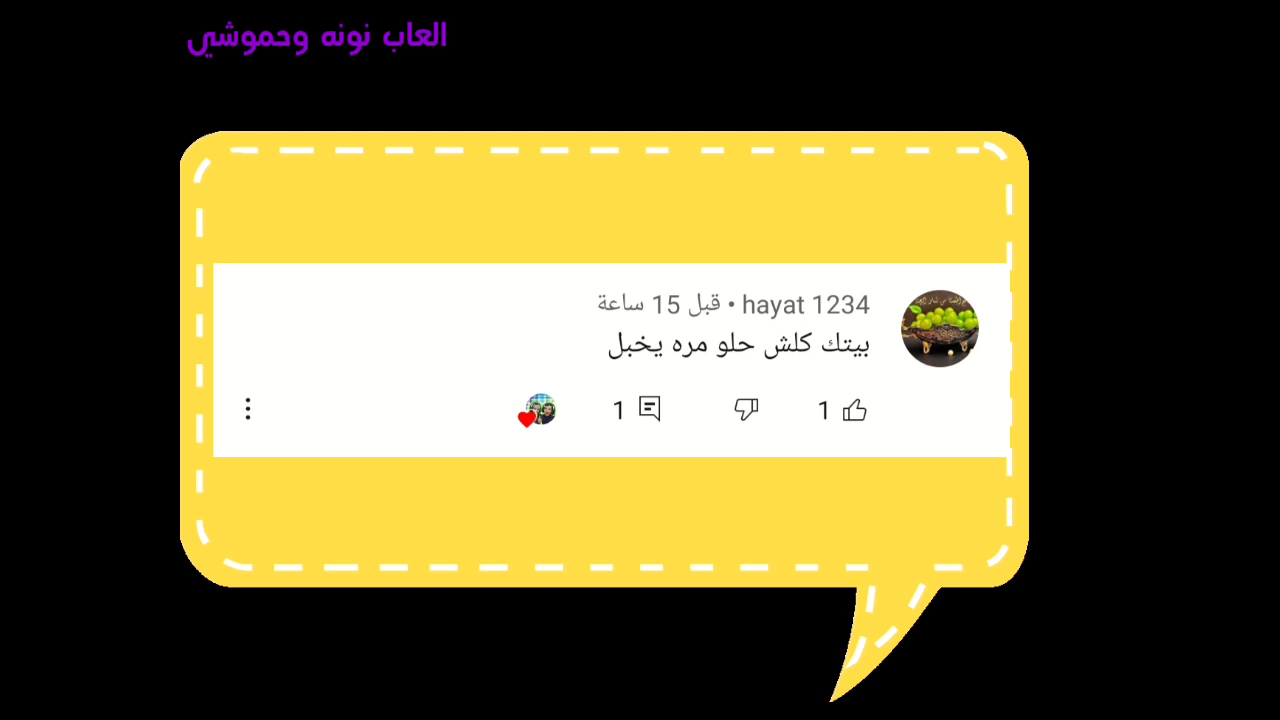 العاب نونه وحموشي
hayat 1234 • قبل 15 ساعة
بيتك كلش حلو مره يخبل
1 1